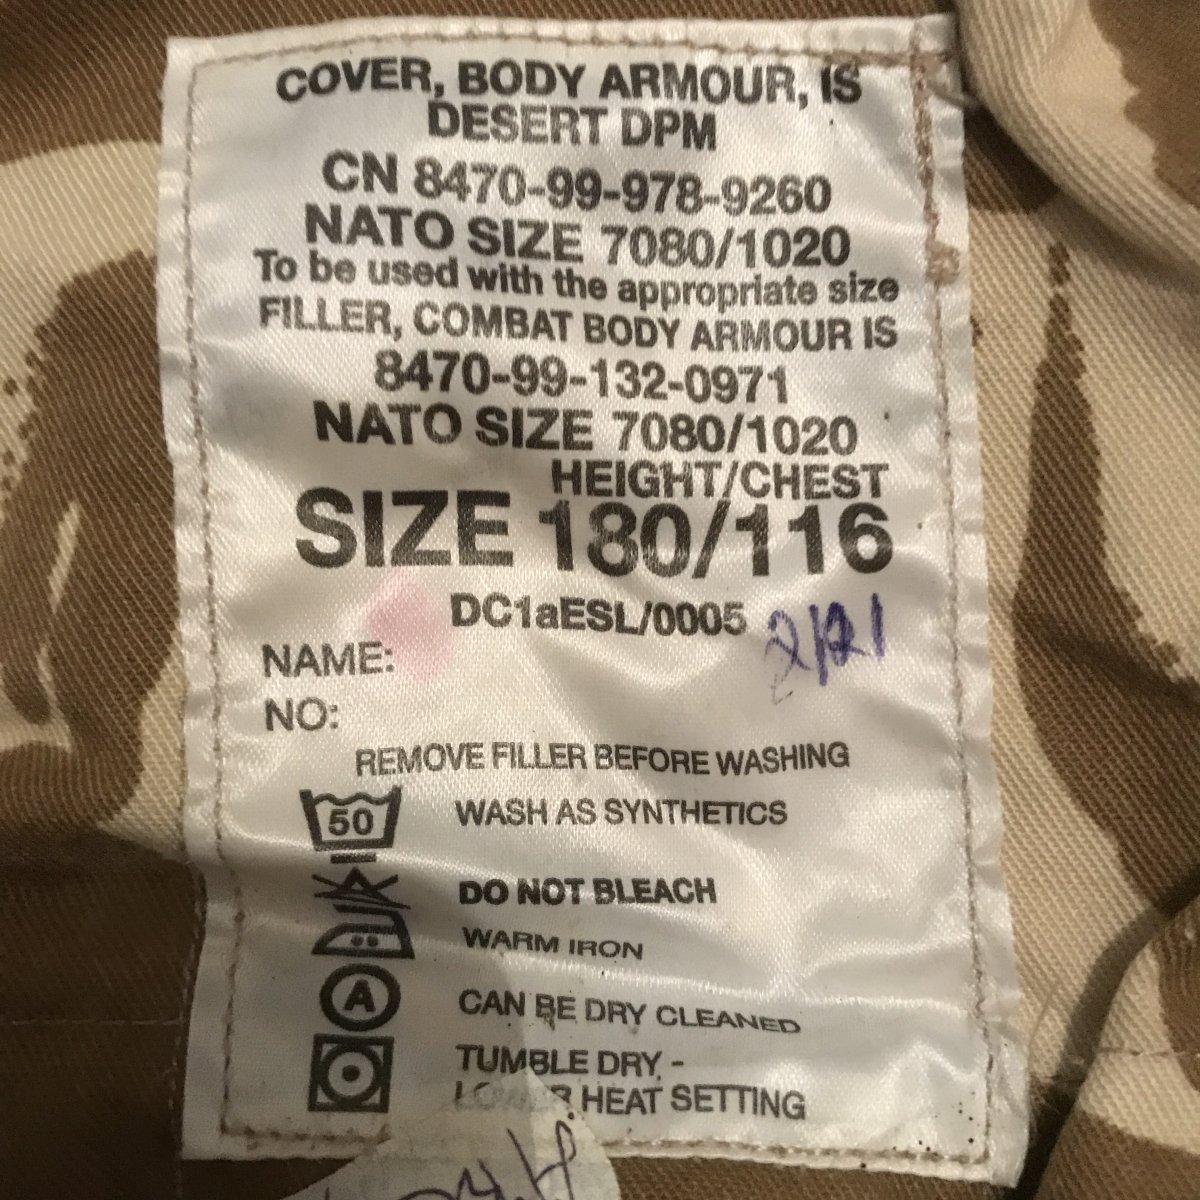 COVER, BODY ARMOUR, IS
DESERT DPM
CN 8470-99-978-9260
NATO SIZE 7080/1020
To be used with the appropriate size
FILLER, COMBAT BODY ARMOUR IS
8470-99-132-0971
NATO SIZE 7080/1020
HEIGHT/CHEST
SIZE 180/116
DC1aESL/0005
NAME:
NO:
REMOVE FILLER BEFORE WASHING
50 WASH AS SYNTHETICS
DO NOT BLEACH
WARM IRON
A CAN BE DRY CLEANED
TUMBLE DRY -
LOWER HEAT SETTING